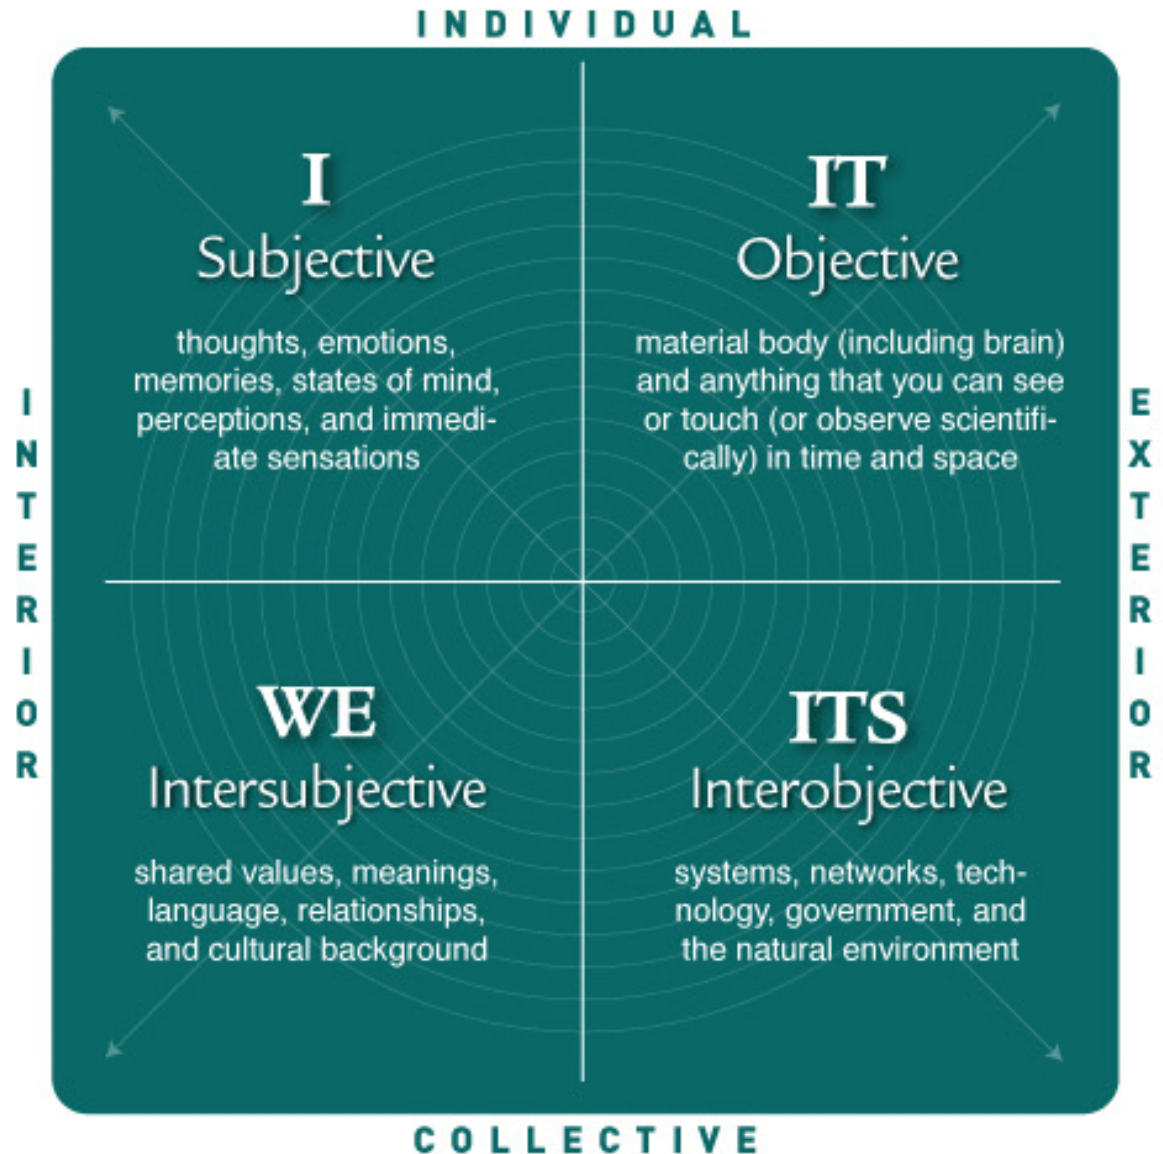 INDIVIDUAL
I
Subjective
thoughts, emotions,
memories, states of mind,
perceptions, and immedi-
ate sensations
IT
Objective
material body (including brain)
and anything that you can see
or touch (or observe scientifi-
cally) in time and space
INTERIOR
EXTERIOR
WE
Intersubjective
shared values, meanings,
language, relationships,
and cultural background
ITS
Interobjective
systems, networks, tech-
nology, government, and
the natural environment
COLLECTIVE